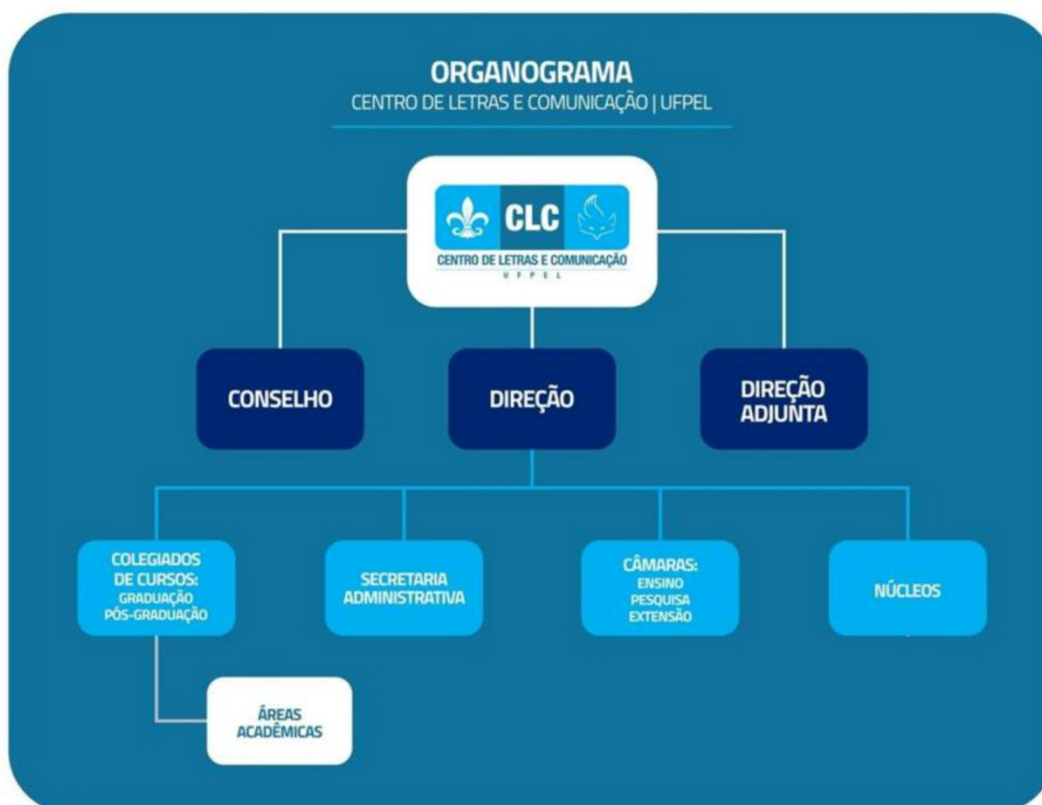 ORGANOGRAMA
CENTRO DE LETRAS E COMUNICAÇÃO | UFPEL
CLC
CENTRO DE LETRAS E COMUNICAÇÃO
UFPEL
CONSELHO
DIREÇÃO
DIREÇÃO
ADJUNTA
COLEGIADOS
DE CURSOS:
GRADUAÇÃO
PÓS-GRADUAÇÃO
SECRETARIA
ADMINISTRATIVA
CÂMARAS:
ENSINO
PESQUISA
EXTENSÃO
NÚCLEOS
ÁREAS
ACADÊMICAS